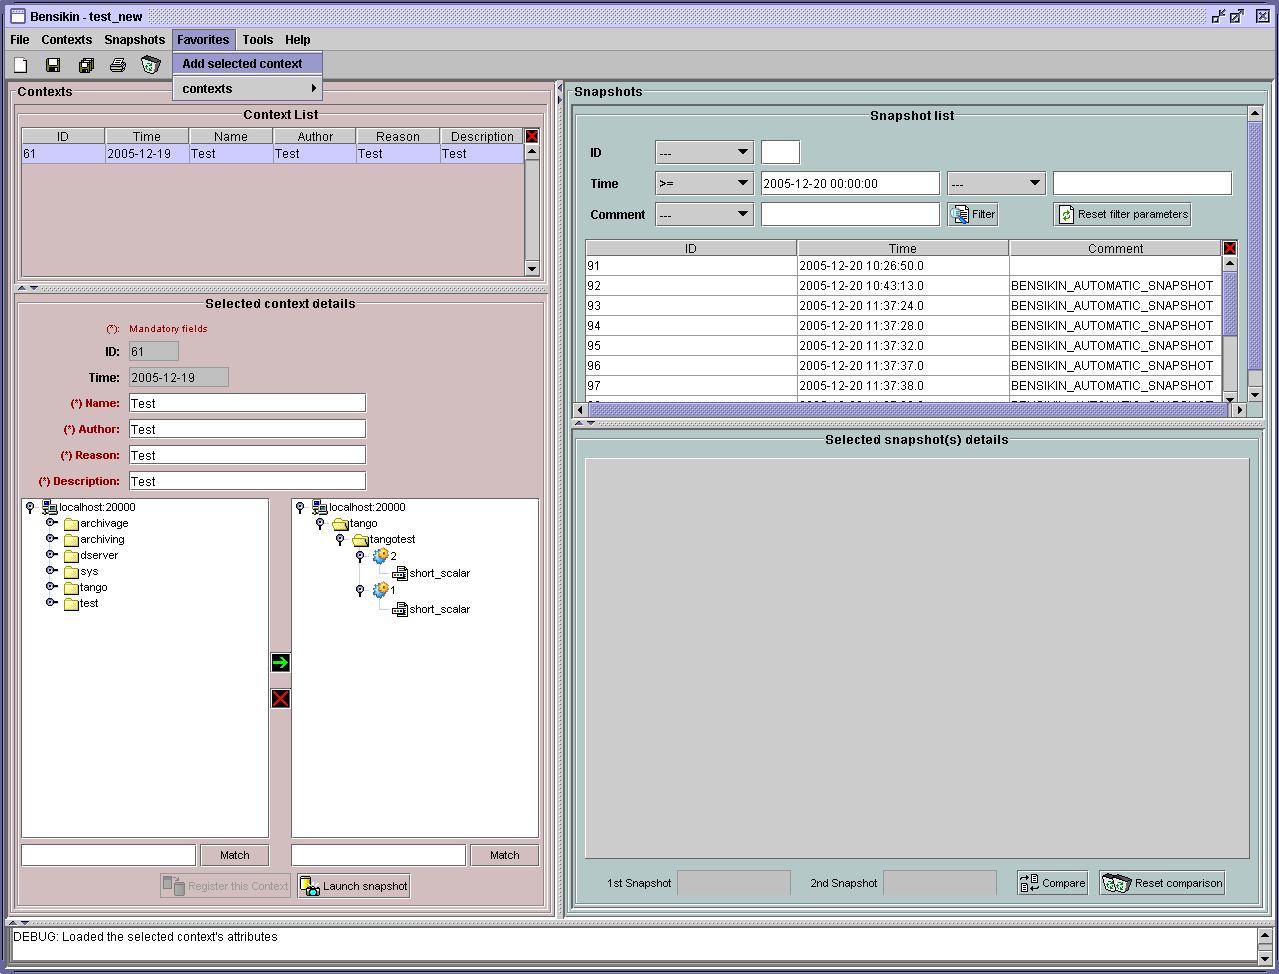 Bensikin - test_new
File Contexts Snapshots Favorites Tools Help
Add selected context
contexts
Contexts
Context List
ID Time Name Author Reason Description
61 2005-12-19 Test Test Test Test
Selected context details
(*): Mandatory fields
ID: 61
Time: 2005-12-19
(*) Name: Test
(*) Author: Test
(*) Reason: Test
(*) Description: Test
localhost:20000
archivage
archiving
dserver
sys
tango
test
localhost:20000
tango
tangotest
2
short_scalar
1
short_scalar
Match
Match
Register this Context
Launch snapshot
Snapshots
Snapshot list
ID ---
Time >= 2005-12-20 00:00:00 ---
Comment --- Filter Reset filter parameters
ID Time Comment
91 2005-12-20 10:26:50.0
92 2005-12-20 10:43:13.0 BENSIKIN_AUTOMATIC_SNAPSHOT
93 2005-12-20 11:37:24.0 BENSIKIN_AUTOMATIC_SNAPSHOT
94 2005-12-20 11:37:28.0 BENSIKIN_AUTOMATIC_SNAPSHOT
95 2005-12-20 11:37:32.0 BENSIKIN_AUTOMATIC_SNAPSHOT
96 2005-12-20 11:37:37.0 BENSIKIN_AUTOMATIC_SNAPSHOT
97 2005-12-20 11:37:38.0 BENSIKIN_AUTOMATIC_SNAPSHOT
Selected snapshot(s) details
1st Snapshot 2nd Snapshot Compare Reset comparison
DEBUG: Loaded the selected context's attributes